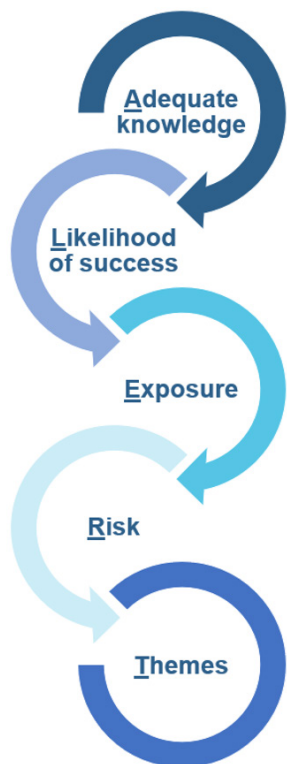 Adequate
knowledge
Likelihood
of success
Exposure
Risk
Themes